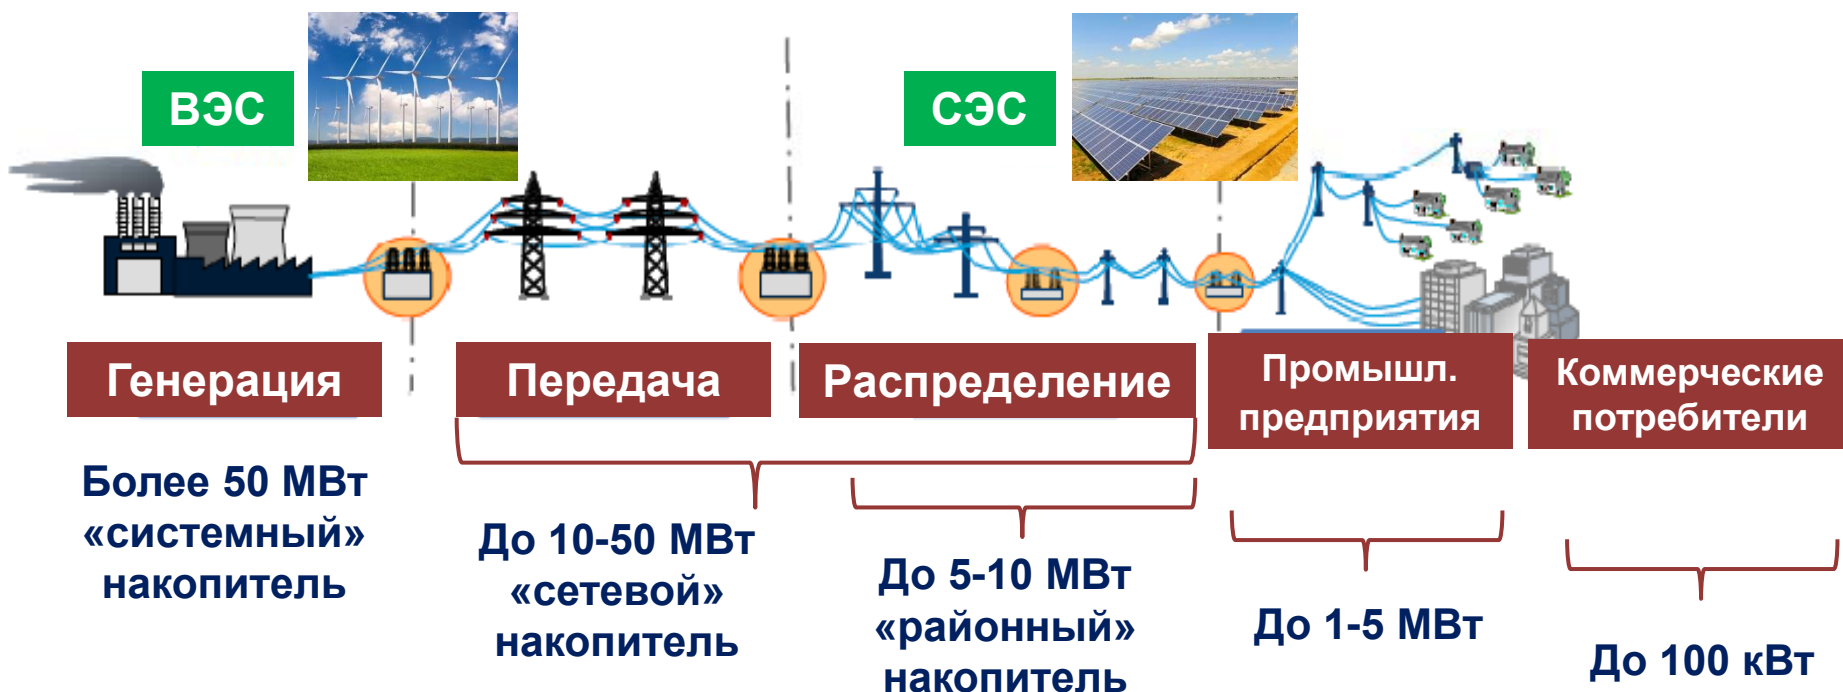 ВЭС
СЭС
Генерация
Передача
Распределение
Промышл.
предприятия
Коммерческие
потребители
Более 50 МВт
«системный»
накопитель
До 10-50 МВт
«сетевой»
накопитель
До 5-10 МВт
«районный»
накопитель
До 1-5 МВт
До 100 кВт